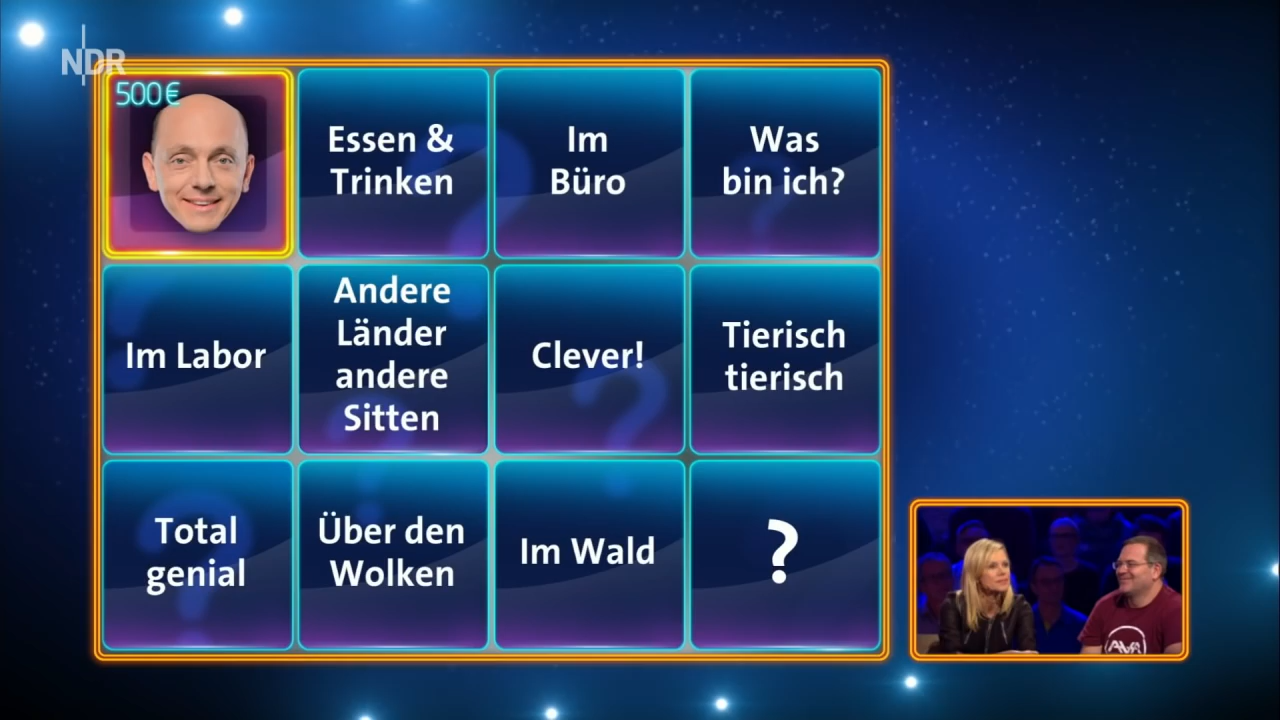 NDR
500€
Essen &
Trinken
Im
Büro
Was
bin ich?
Im Labor
Andere
Länder
andere
Sitten
Clever!
Tierisch
tierisch
Total
genial
Über den
Wolken
Im Wald
?
AVA